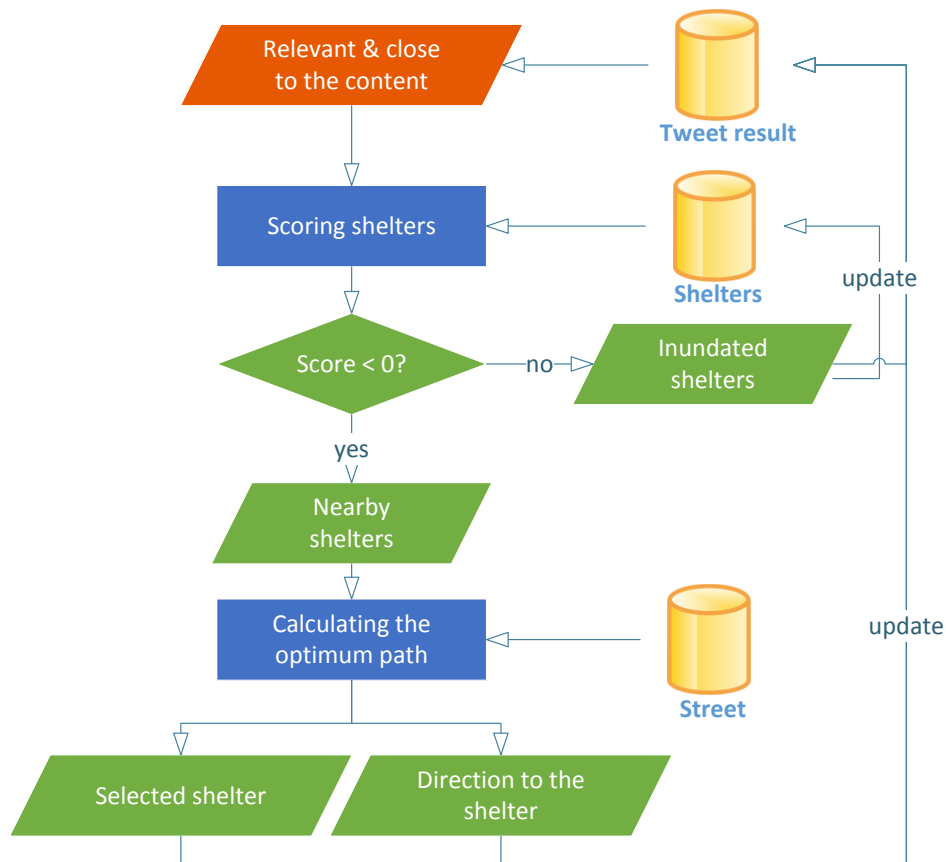 Relevant & close
to the content
Tweet result
Scoring shelters
Shelters
update
Score < 0?
no
Inundated
shelters
yes
Nearby
shelters
Calculating the
optimum path
update
Street
Selected shelter
Direction to the
shelter